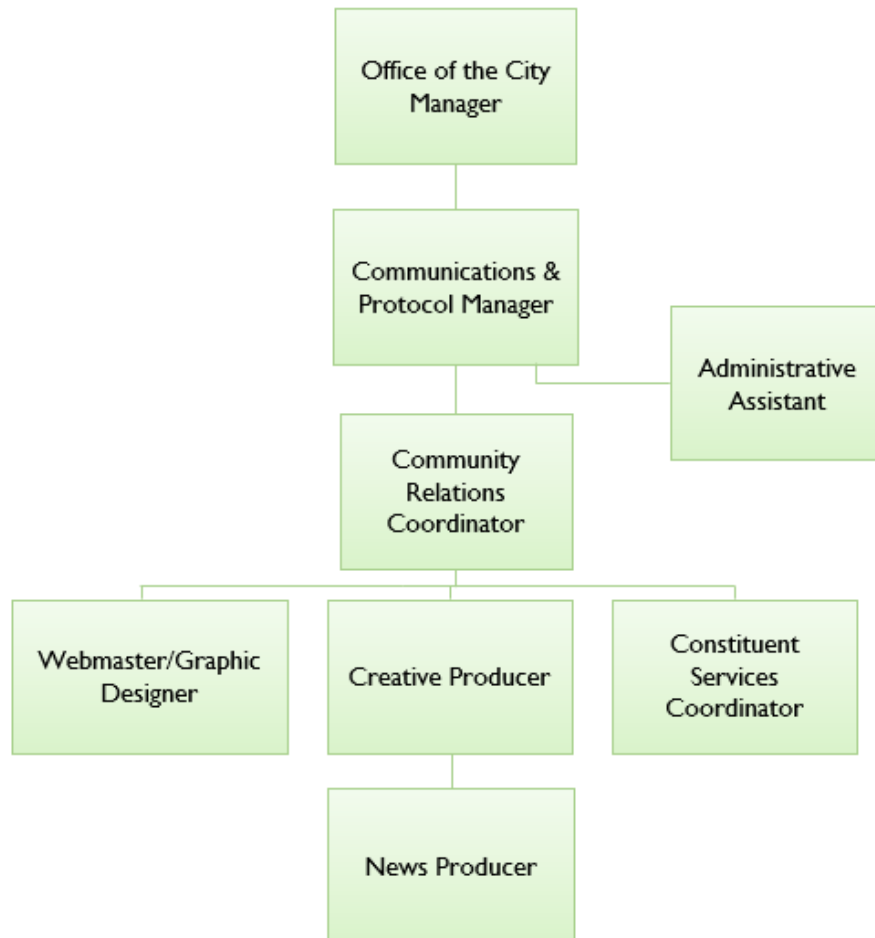 Office of the City
Manager
Communications &
Protocol Manager
Administrative
Assistant
Community
Relations
Coordinator
Webmaster/Graphic
Designer
Creative Producer
Constituent
Services
Coordinator
News Producer